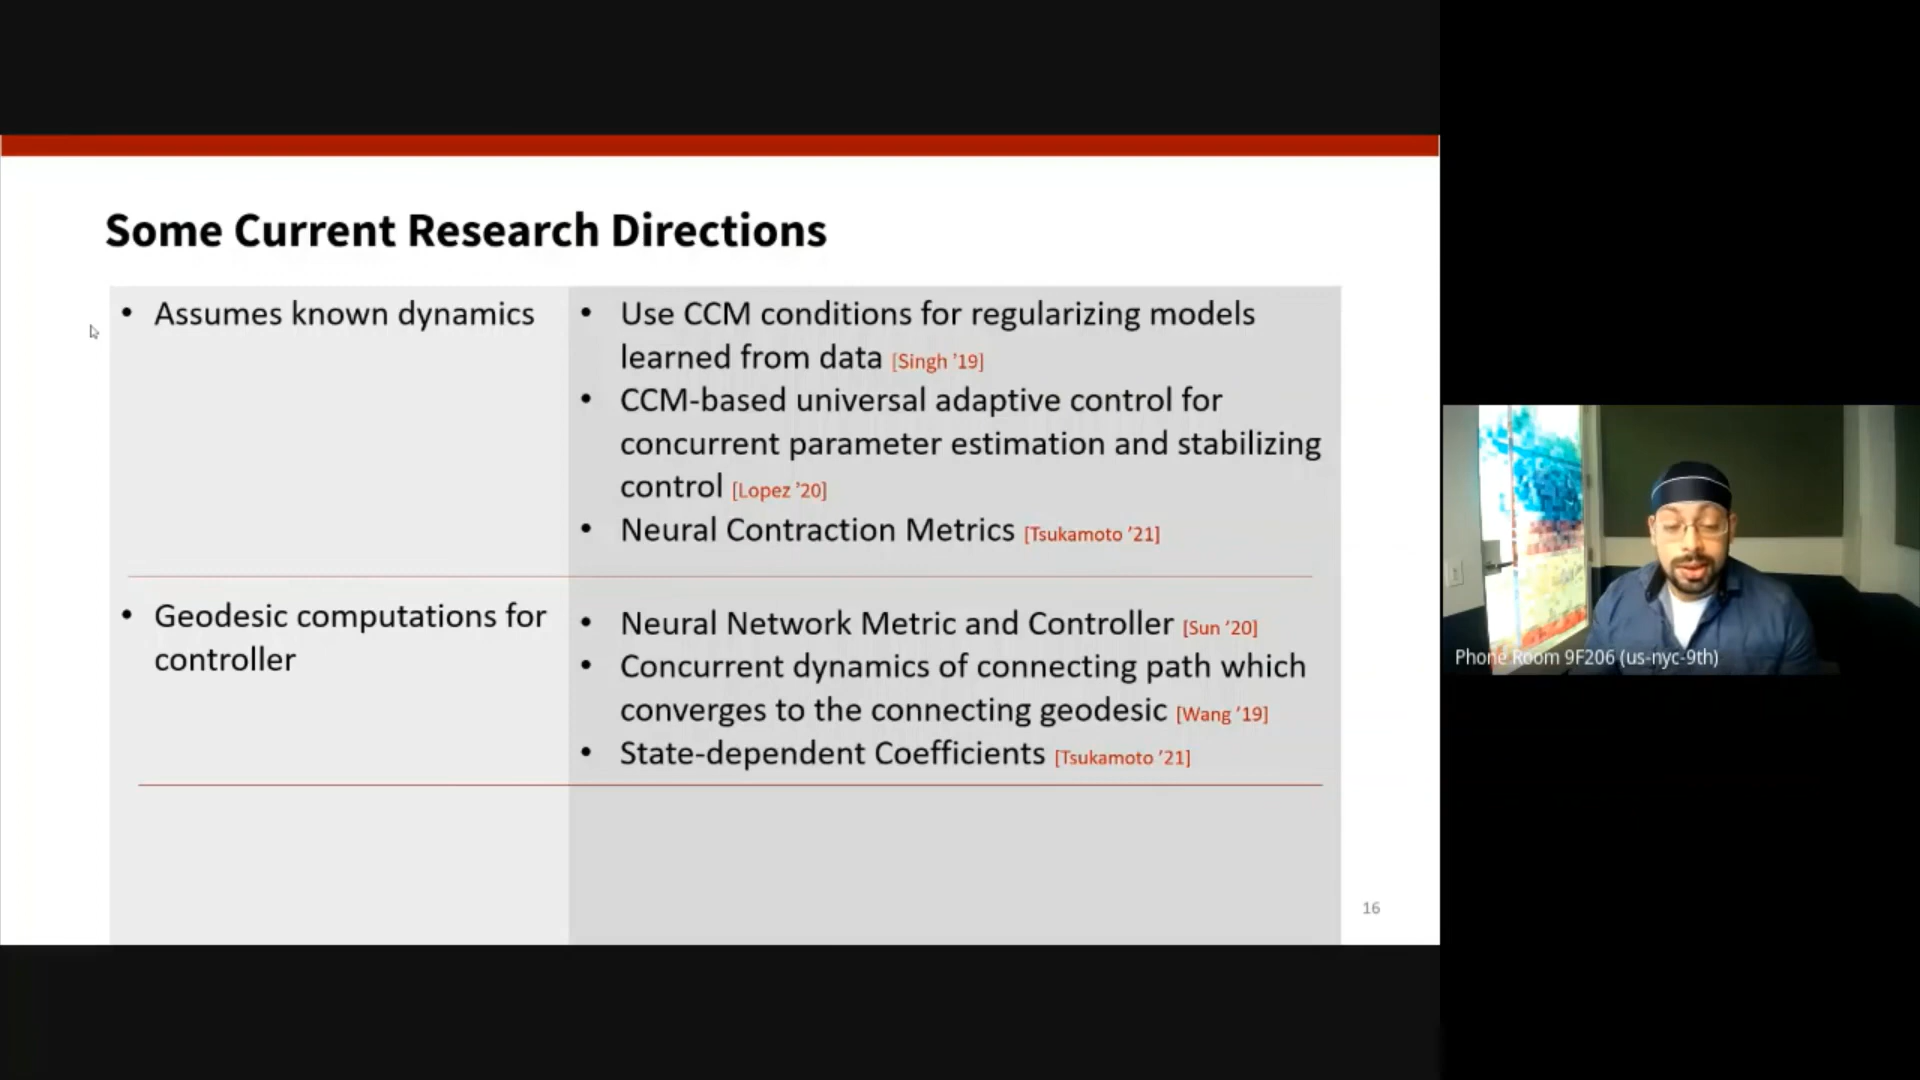 Some Current Research Directions
• Assumes known dynamics
• Use CCM conditions for regularizing models
learned from data [Singh ’19]
• CCM-based universal adaptive control for
concurrent parameter estimation and stabilizing
control [Lopez ’20]
• Neural Contraction Metrics [Tsukamoto ’21]
• Geodesic computations for
controller
• Neural Network Metric and Controller [Sun ’20]
• Concurrent dynamics of connecting path which
converges to the connecting geodesic [Wang ’19]
• State-dependent Coefficients [Tsukamoto ’21]
16
Phone Room 9F206 (us-nyc-9th)